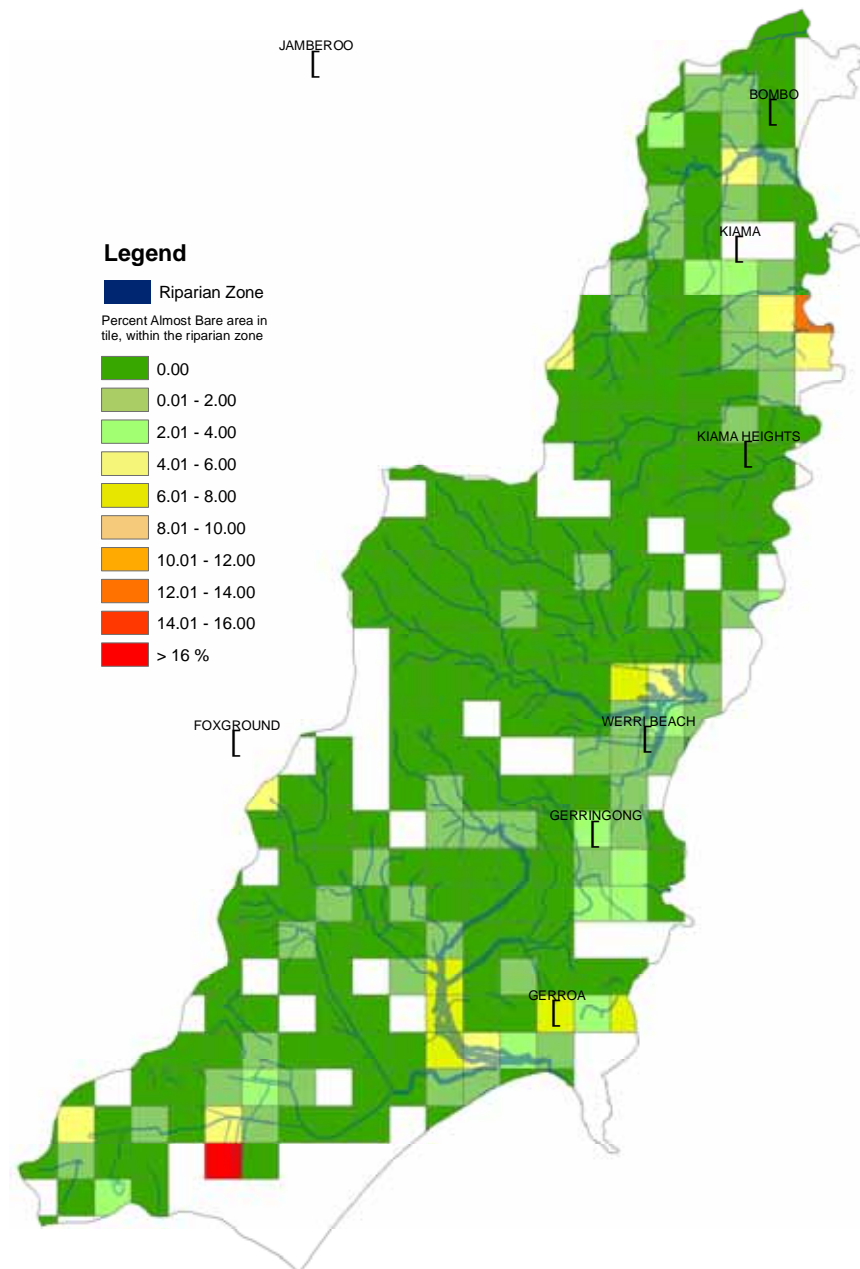 JAMBEROO
BOMBO
KIAMA
Legend
Riparian Zone
Percent Almost Bare area in
tile, within the riparian zone
0.00
0.01 - 2.00
2.01 - 4.00
4.01 - 6.00
6.01 - 8.00
8.01 - 10.00
10.01 - 12.00
12.01 - 14.00
14.01 - 16.00
> 16 %
KIAMA HEIGHTS
FOXGROUND
WERRI BEACH
GERRINGONG
GERROA